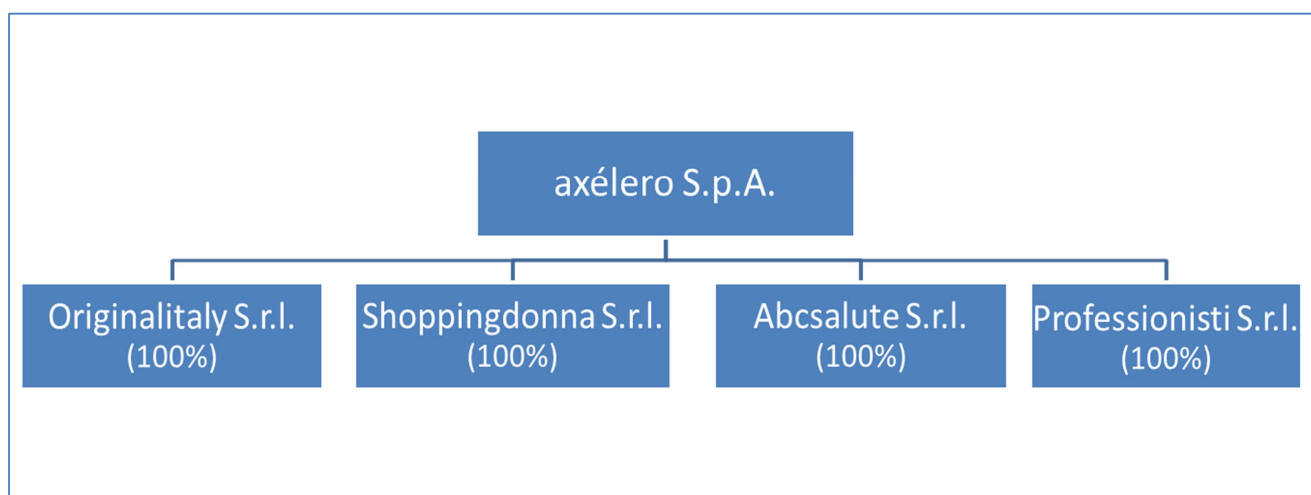 axélero S.p.A.
Originalitaly S.r.l.
(100%)
Shoppingdonna S.r.l.
(100%)
Abcsalute S.r.l.
(100%)
Professionisti S.r.l.
(100%)